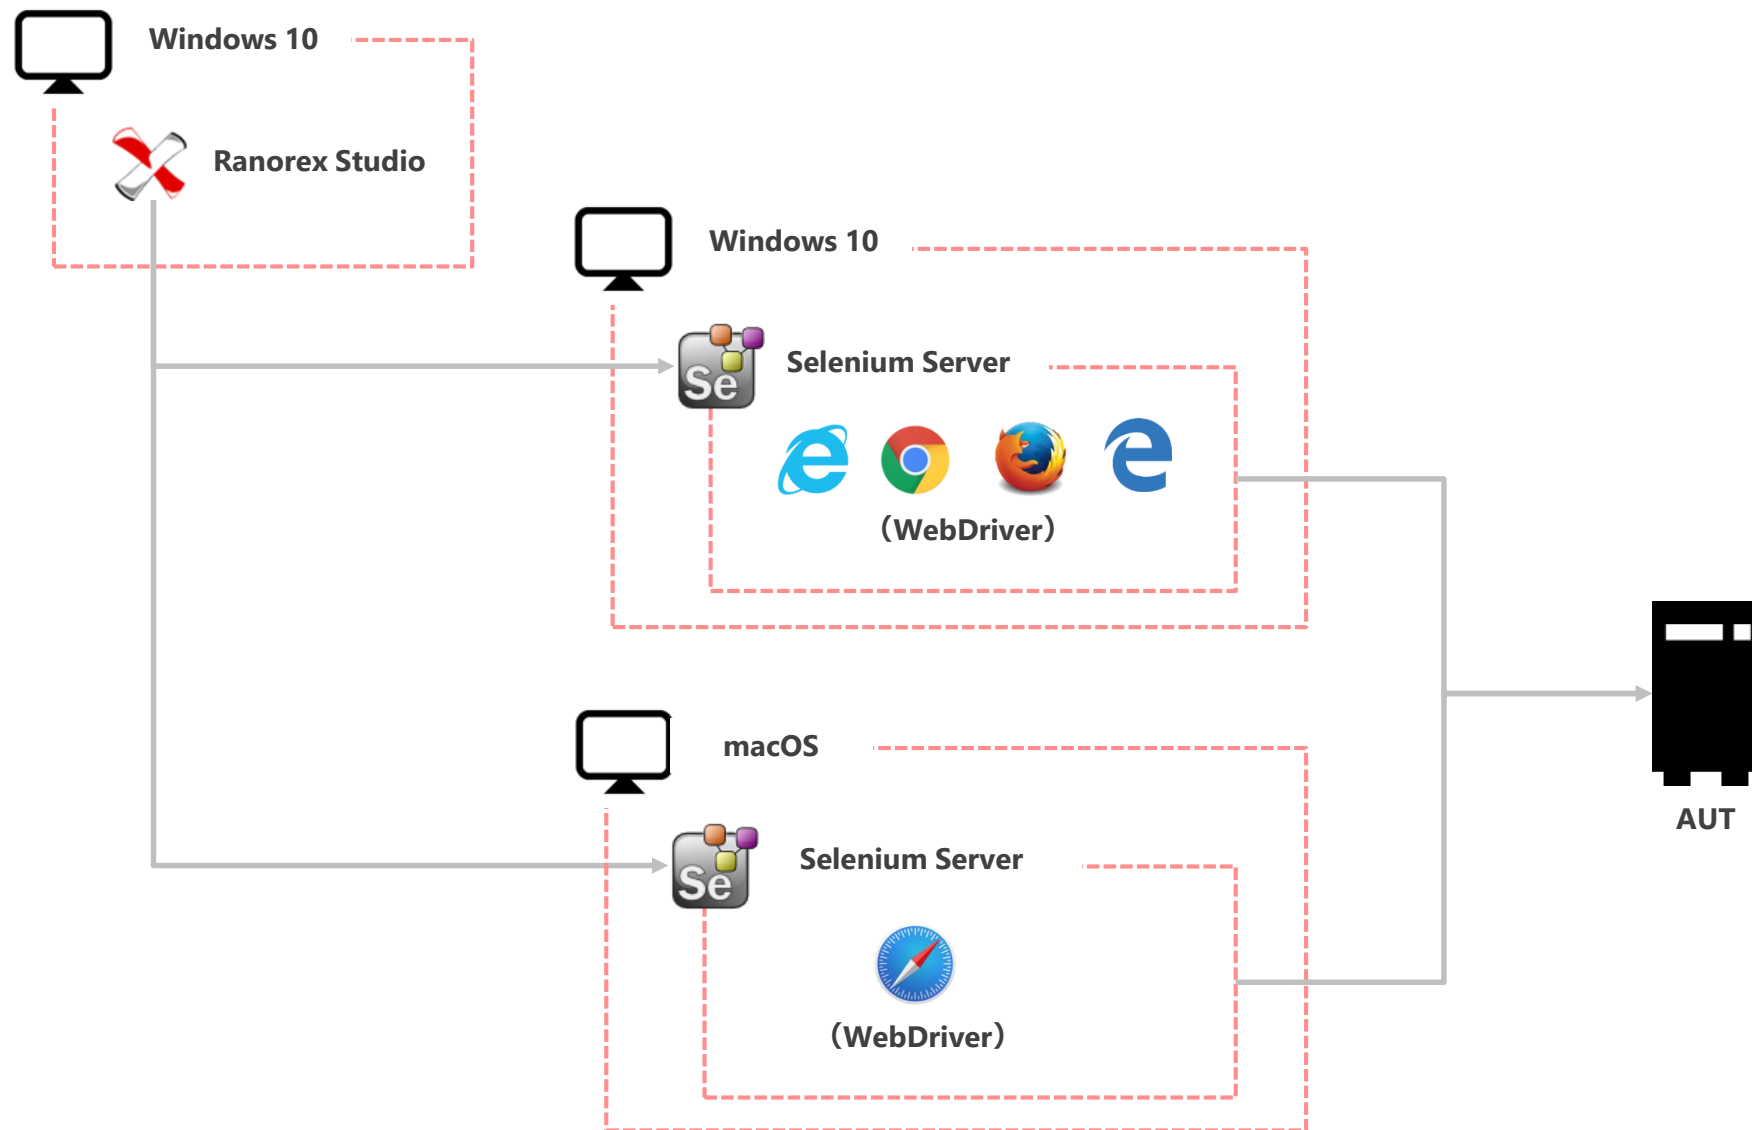 Windows 10
Ranorex Studio
Windows 10
Selenium Server
Se
（WebDriver）
macOS
AUT
Selenium Server
Se
（WebDriver）